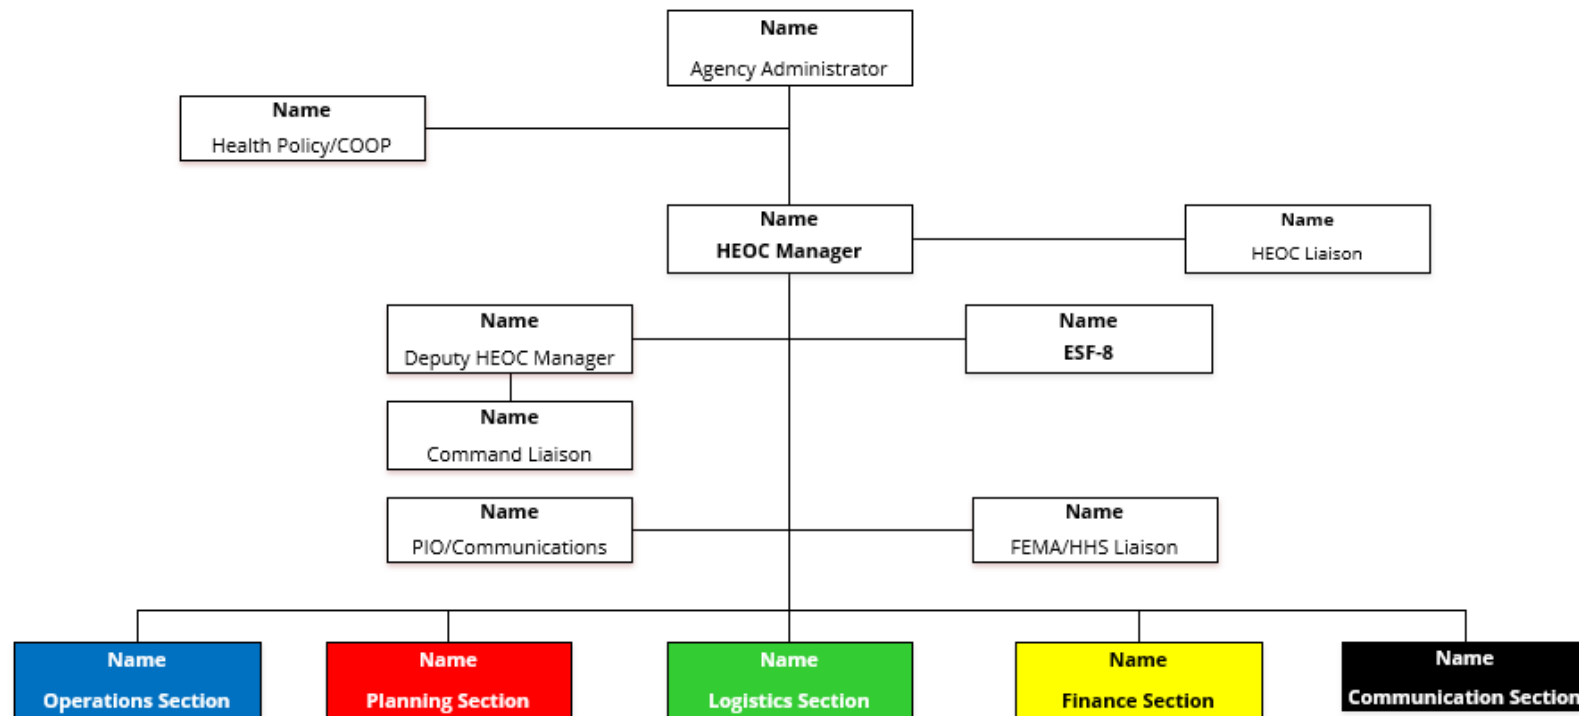 Name
Agency Administrator
Name
Health Policy/COOP
Name
HEOC Manager
Name
HEOC Liaison
Name
Deputy HEOC Manager
Name
ESF-8
Name
Command Liaison
Name
PIO/Communications
Name
FEMA/HHS Liaison
Name
Operations Section
Name
Planning Section
Name
Logistics Section
Name
Finance Section
Name
Communication Section